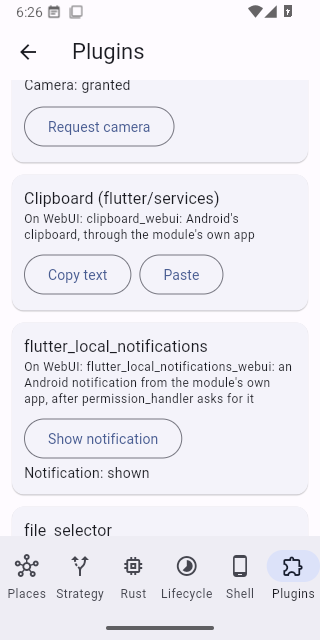 6:26
Plugins
Camera: granted
Request camera
Clipboard (flutter/services)
On WebUI: clipboard_webui: Android's
clipboard, through the module's own app
Copy text
Paste
flutter_local_notifications
On WebUI: flutter_local_notifications_webui: an
Android notification from the module's own
app, after permission_handler asks for it
Show notification
Notification: shown
file_selector
Places
Strategy
Rust
Lifecycle
Shell
Plugins